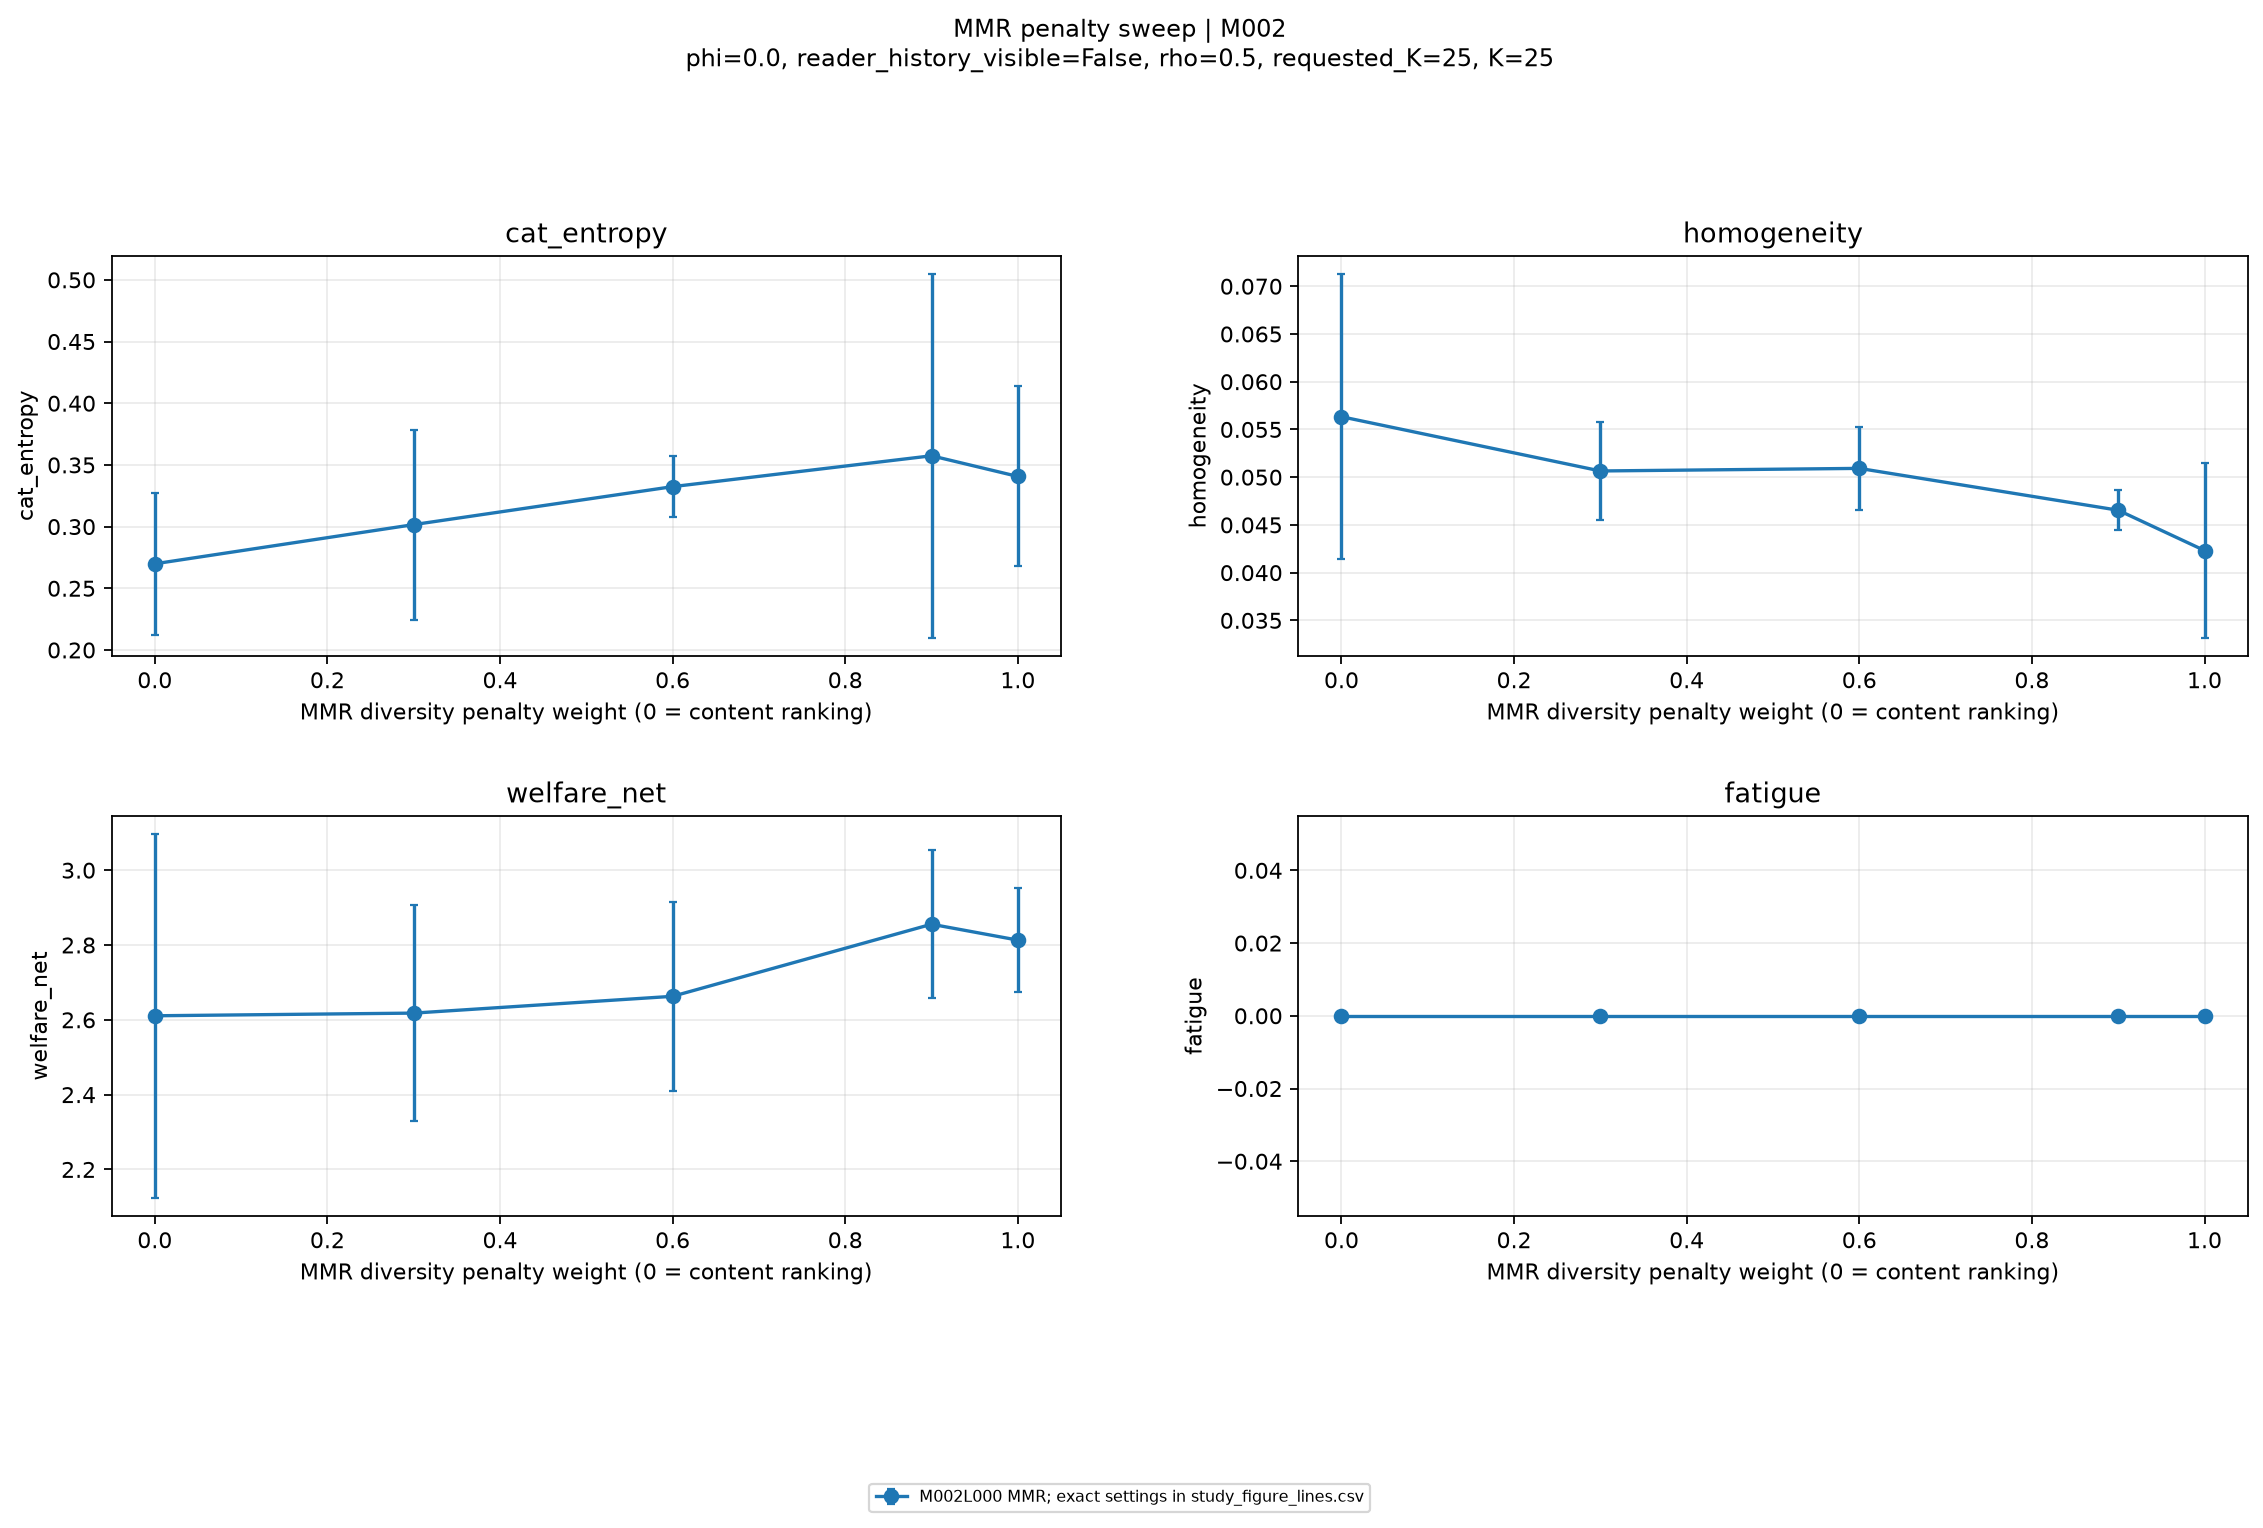 MMR penalty sweep | M002
phi=0.0, reader_history_visible=False, rho=0.5, requested_K=25, K=25
cat_entropy
cat_entropy
0.50
0.45
0.40
0.35
0.30
0.25
0.20
0.0 0.2 0.4 0.6 0.8 1.0
MMR diversity penalty weight (0 = content ranking)
homogeneity
homogeneity
0.070
0.065
0.060
0.055
0.050
0.045
0.040
0.035
0.0 0.2 0.4 0.6 0.8 1.0
MMR diversity penalty weight (0 = content ranking)
welfare_net
welfare_net
3.0
2.8
2.6
2.4
2.2
0.0 0.2 0.4 0.6 0.8 1.0
MMR diversity penalty weight (0 = content ranking)
fatigue
fatigue
0.04
0.02
0.00
−0.02
−0.04
0.0 0.2 0.4 0.6 0.8 1.0
MMR diversity penalty weight (0 = content ranking)
M002L000 MMR; exact settings in study_figure_lines.csv